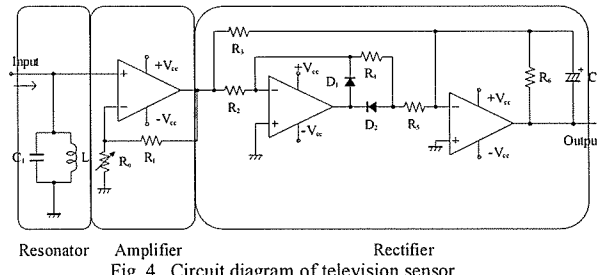 Input
C₁
L
+Vcc
-Vcc
R₀
R₁
R₃
R₂
D₁
R₄
+Vcc
-Vcc
D₂
R₅
+Vcc
-Vcc
R₆
C
Outpu
Resonator
Amplifier
Rectifier
Fig. 4 Circuit diagram of television sensor